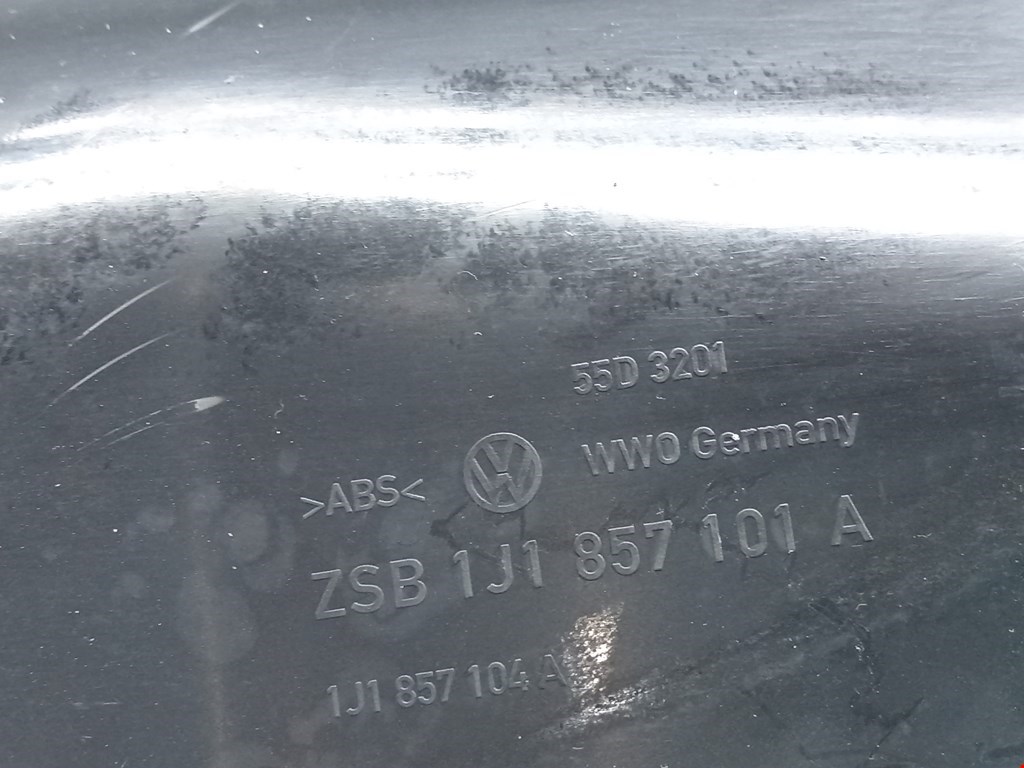 55D 3201
WWO Germany
>ABS<
ZSB 1J1 857 101 A
1J1 857 104 A